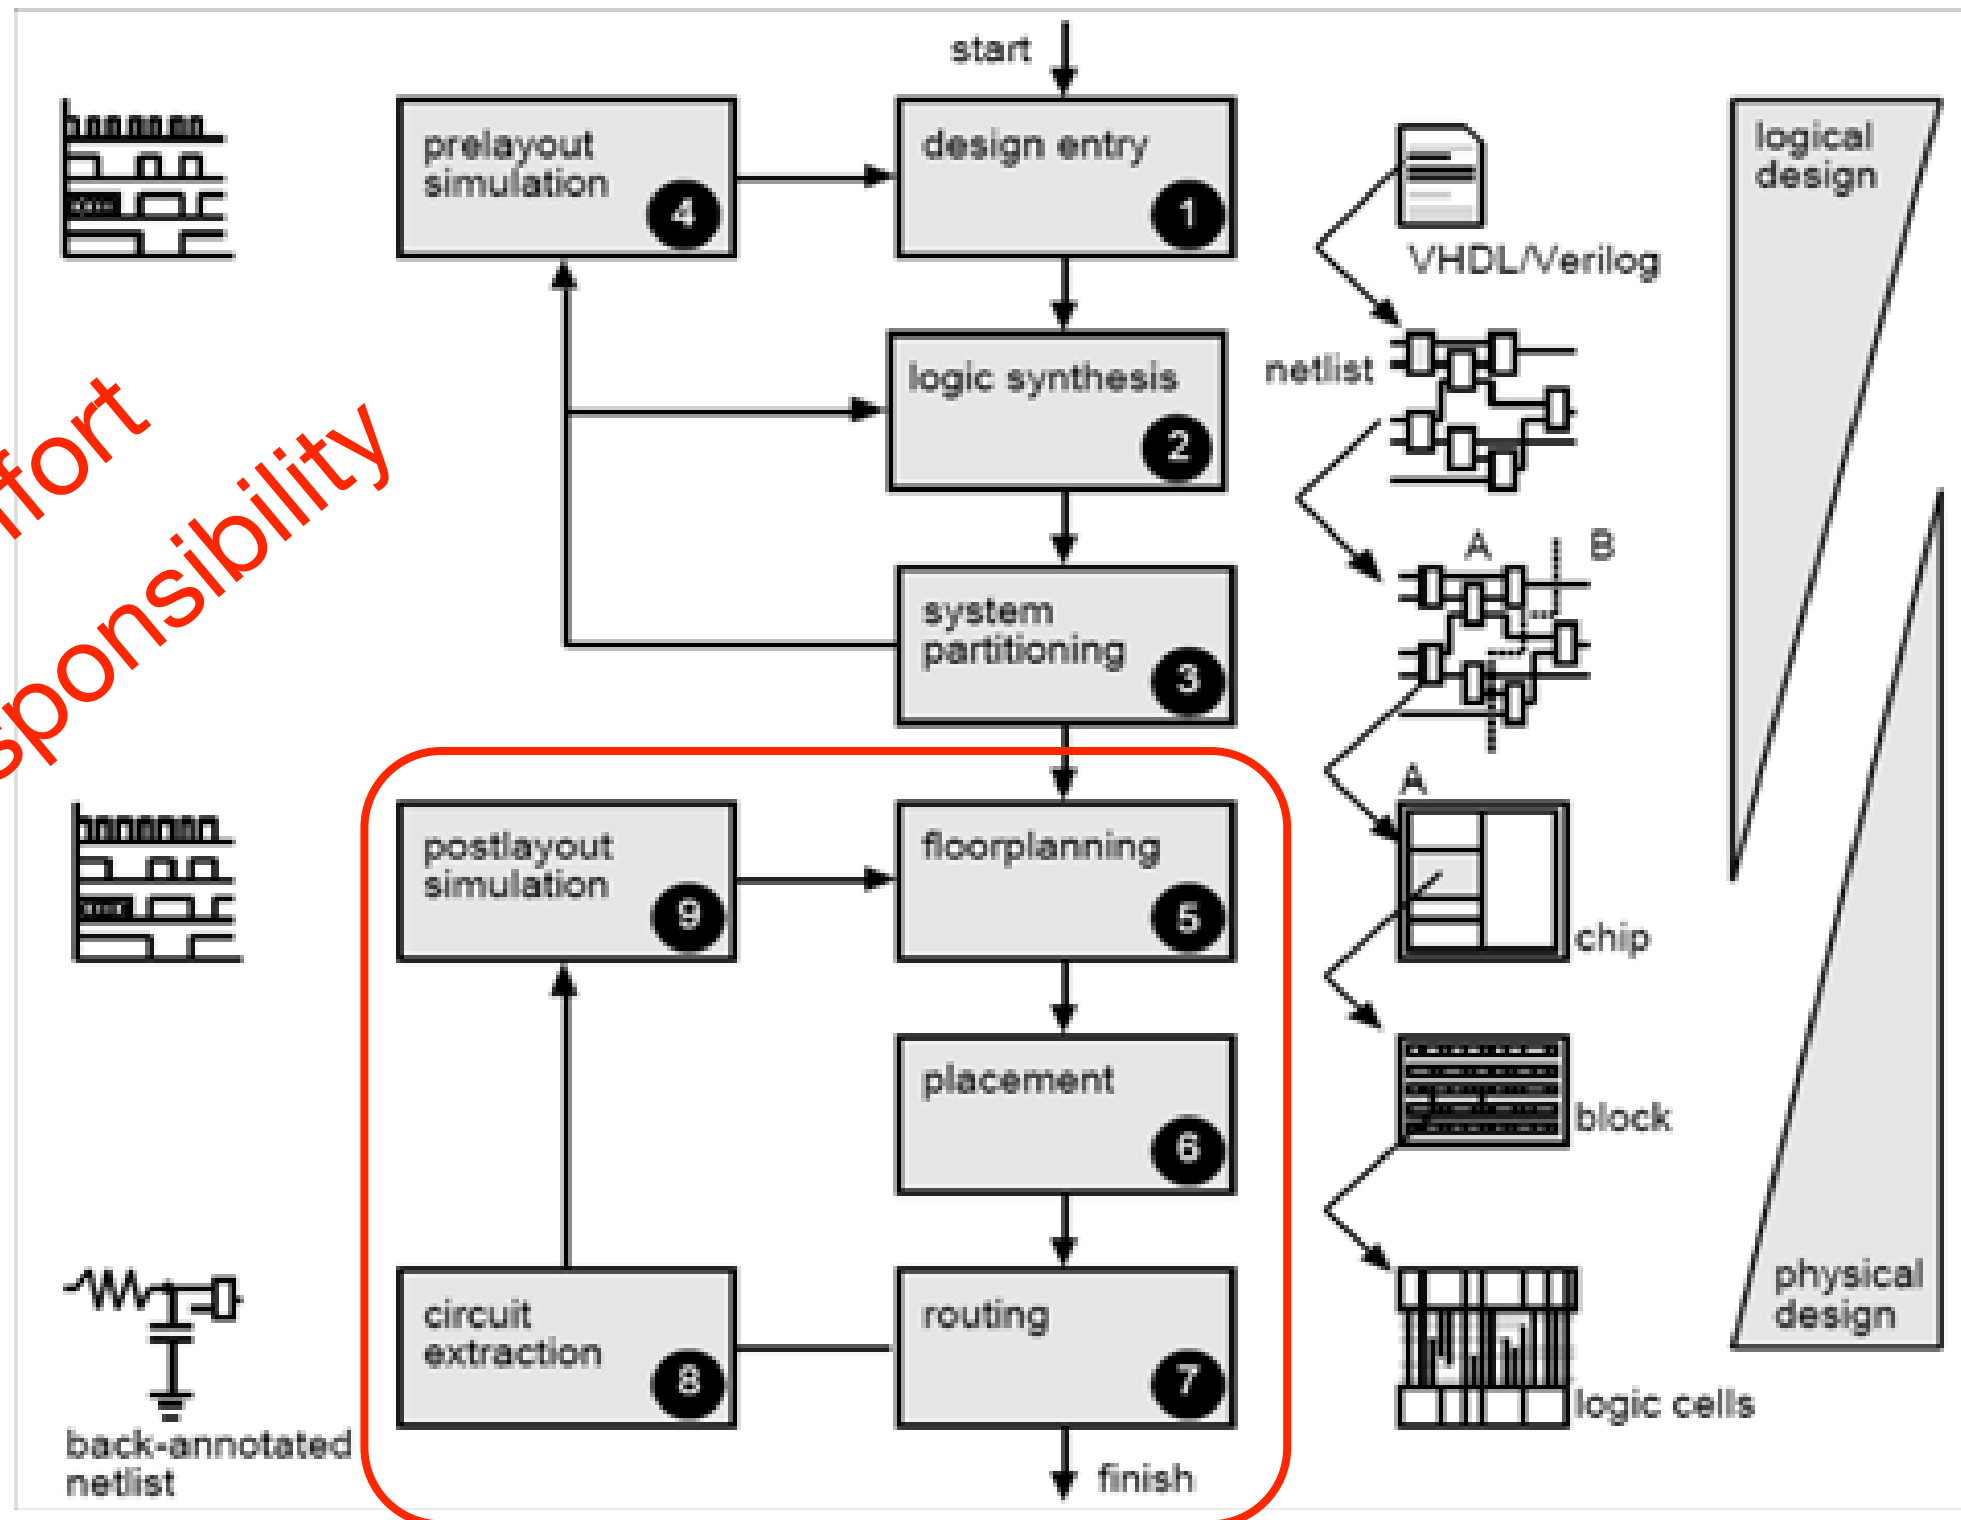 start
prelayout
simulation
4
design entry
1
VHDL/Verilog
logical
design
logic synthesis
2
netlist
system
partitioning
3
A
B
responsibility
postlayout
simulation
9
floorplanning
5
A
chip
placement
6
block
circuit
extraction
8
routing
7
logic cells
physical
design
back-annotated
netlist
finish